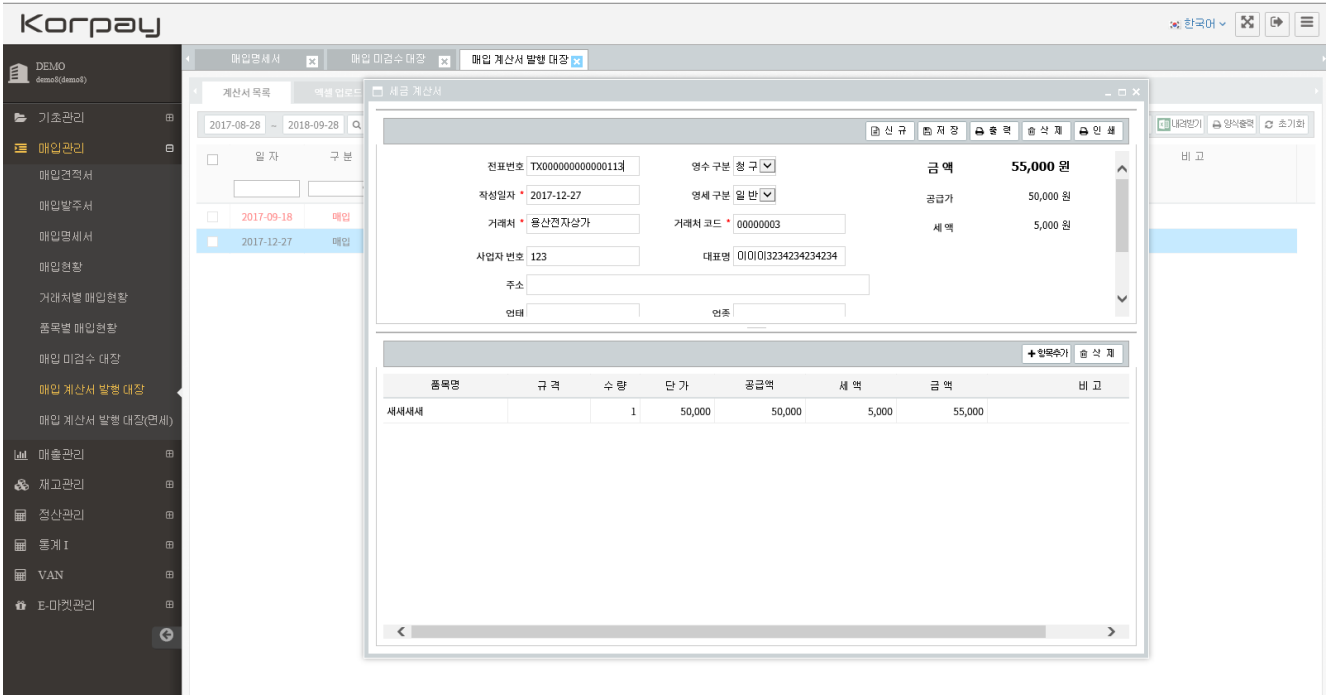 Korpay
한국어
DEMO
demo8(demo8)
매입명세서 매입 미검수 대장 매입 계산서 발행 대장
기초관리
매입관리
매입견적서
매입발주서
매입명세서
매입현황
거래처별 매입현황
품목별 매입현황
매입 미검수 대장
매입 계산서 발행 대장
매입 계산서 발행 대장(면세)
매출관리
재고관리
정산관리
통계 I
VAN
E-마켓관리
계산서 목록 엑셀 업로드
2017-08-28 ~ 2018-09-28 내려받기 양식출력 초기화
일 자 구 분 비 고
2017-09-18 매입
2017-12-27 매입
세금 계산서
신 규 저 장 출 력 삭 제 인 쇄
전표번호 TX000000000000113 영수 구분 청 구 금 액 55,000 원
작성일자 * 2017-12-27 영세 구분 일 반 공급가 50,000 원
거래처 * 용산전자상가 거래처 코드 * 00000003 세 액 5,000 원
사업자 번호 123 대표명 이이이3234234234234
주소
업태 업종
항목추가 삭 제
품목명 규 격 수 량 단 가 공급액 세 액 금 액 비 고
새새새새 1 50,000 50,000 5,000 55,000